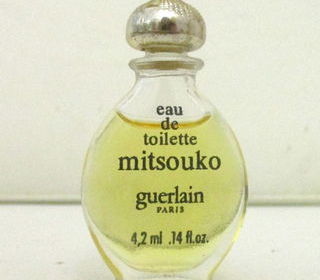 eau
de
toilette
mitsouko
guerlain
PARIS
4,2 ml .14 fl.oz.